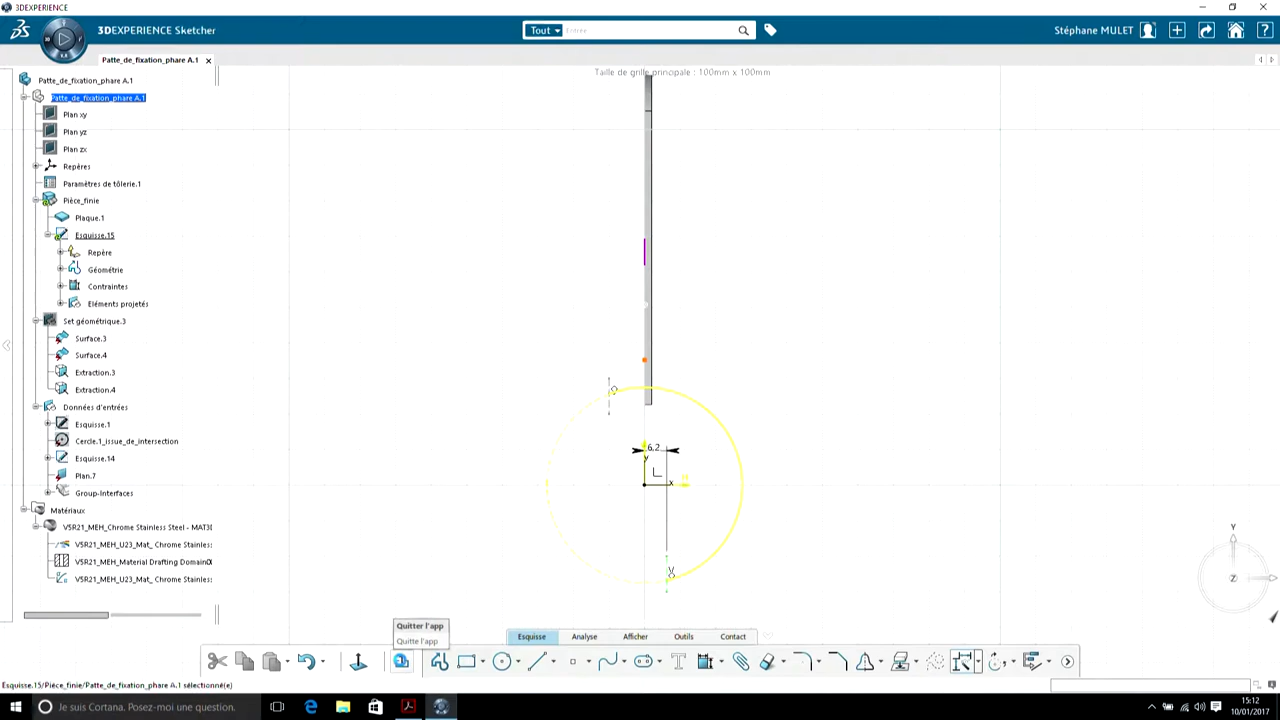 3DEXPERIENCE
3DEXPERIENCE Sketcher
Tout
Stéphane MULET
Patte_de_fixation_phare A.1
Taille de grille principale : 100mm x 100mm
Patte_de_fixation_phare A.1
Patte_de_fixation_phare A.1
Plan xy
Plan yz
Plan zx
Repères
Paramètres de tôlerie.1
Pièce_finie
Plaque.1
Esquisse.15
Repère
Géométrie
Contraintes
Eléments projetés
Set géométrique.3
Surface.3
Surface.4
Extraction.3
Extraction.4
Données d'entrées
Esquisse.1
Cercle.1_issue_de_intersection
Esquisse.14
Plan.7
Group-Interfaces
Matériaux
V5R21_MEH_Chrome Stainless Steel - MAT3D
V5R21_MEH_U23_Mat_ Chrome Stainles:
V5R21_MEH_Material Drafting Domain0
V5R21_MEH_U23_Mat_ Chrome Stainles:
6,2
y
x
H
V
Y
Z
Quitter l'app
Quitte l'app
Esquisse
Analyse
Afficher
Outils
Contact
Esquisse.15/Pièce_finie/Patte_de_fixation_phare A.1 sélectionné(e)
Je suis Cortana. Posez-moi une question.
15:12
10/01/2017